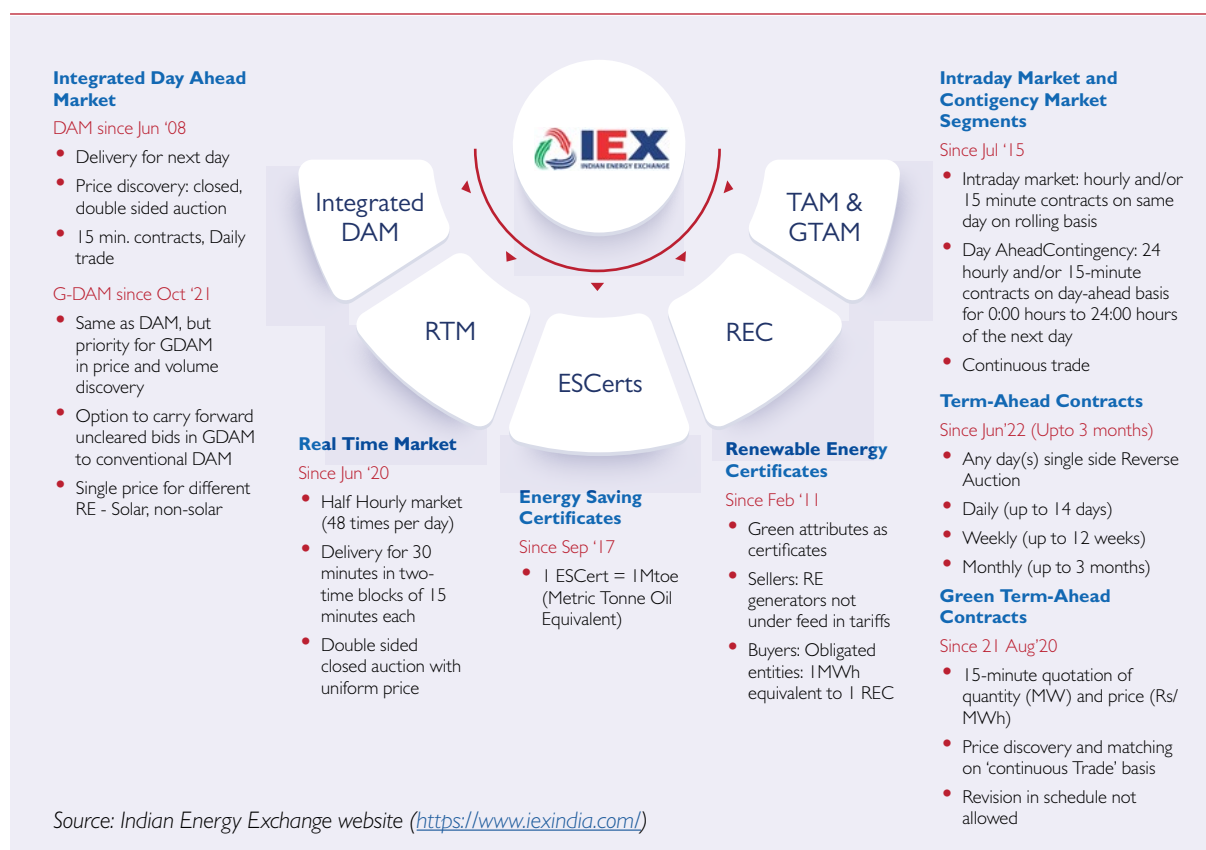 Integrated Day Ahead
Market
DAM since Jun ‘08
• Delivery for next day
• Price discovery: closed,
double sided auction
• 15 min. contracts, Daily
trade
G-DAM since Oct ‘21
• Same as DAM, but
priority for GDAM
in price and volume
discovery
• Option to carry forward
uncleared bids in GDAM
to conventional DAM
• Single price for different
RE - Solar, non-solar
IEX
INDIAN ENERGY EXCHANGE
Integrated
DAM
RTM
ESCerts
REC
TAM &
GTAM
Real Time Market
Since Jun ‘20
• Half Hourly market
(48 times per day)
• Delivery for 30
minutes in two-
time blocks of 15
minutes each
• Double sided
closed auction with
uniform price
Energy Saving
Certificates
Since Sep ‘17
• 1 ESCert = 1Mtoe
(Metric Tonne Oil
Equivalent)
Renewable Energy
Certificates
Since Feb ‘11
• Green attributes as
certificates
• Sellers: RE
generators not
under feed in tariffs
• Buyers: Obligated
entities: 1MWh
equivalent to 1 REC
Intraday Market and
Contigency Market
Segments
Since Jul ‘15
• Intraday market: hourly and/or
15 minute contracts on same
day on rolling basis
• Day AheadContingency: 24
hourly and/or 15-minute
contracts on day-ahead basis
for 0:00 hours to 24:00 hours
of the next day
• Continuous trade
Term-Ahead Contracts
Since Jun’22 (Upto 3 months)
• Any day(s) single side Reverse
Auction
• Daily (up to 14 days)
• Weekly (up to 12 weeks)
• Monthly (up to 3 months)
Green Term-Ahead
Contracts
Since 21 Aug’20
• 15-minute quotation of
quantity (MW) and price (Rs/
MWh)
• Price discovery and matching
on ‘continuous Trade’ basis
• Revision in schedule not
allowed
Source: Indian Energy Exchange website (https://www.iexindia.com/)